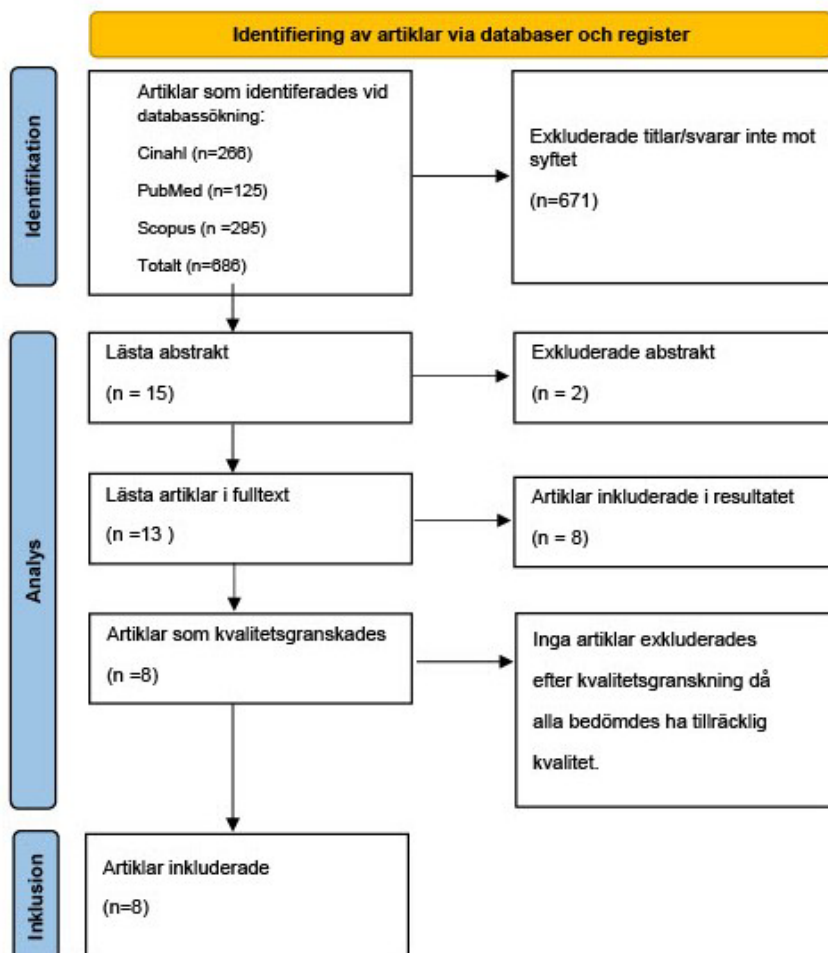 Identifiering av artiklar via databaser och register
Identifikation
Artiklar som identiferades vid
databassökning:
Cinahl (n=266)
PubMed (n=125)
Scopus (n =295)
Totalt (n=686)
Exkluderade titlar/svarar inte mot
syftet
(n=671)
Analys
Lästa abstrakt
(n = 15)
Exkluderade abstrakt
(n = 2)
Lästa artiklar i fulltext
(n =13 )
Artiklar inkluderade i resultatet
(n = 8)
Artiklar som kvalitetsgranskades
(n =8)
Inga artiklar exkluderades
efter kvalitetsgranskning då
alla bedömdes ha tillräcklig
kvalitet.
Inklusion
Artiklar inkluderade
(n=8)